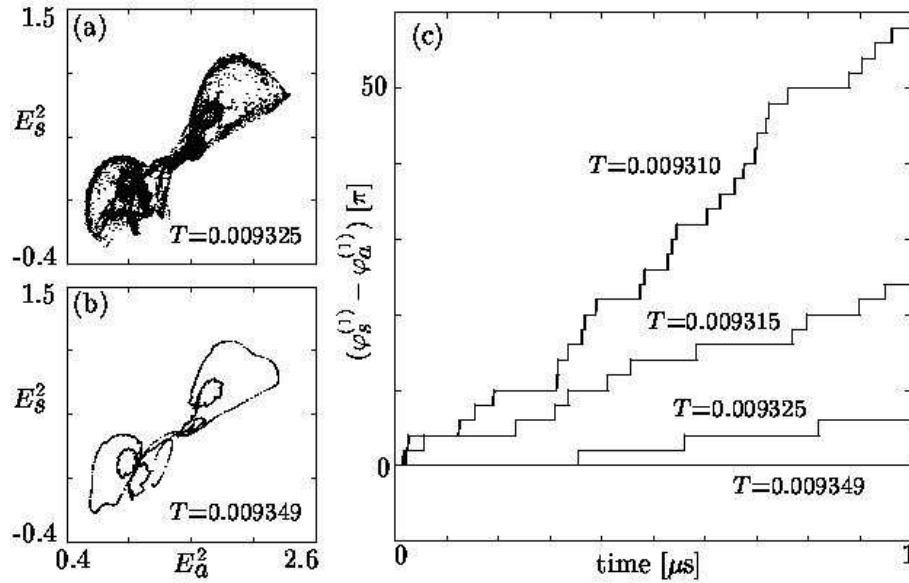 1.5
(a)
E_s^2
T=0.009325
-0.4
1.5
(b)
E_s^2
T=0.009349
-0.4
0.4
E_a^2
2.6
(c)
50
(φ_s^(1) − φ_a^(1)) [π]
0
T=0.009310
T=0.009315
T=0.009325
T=0.009349
0
time [μs]
1